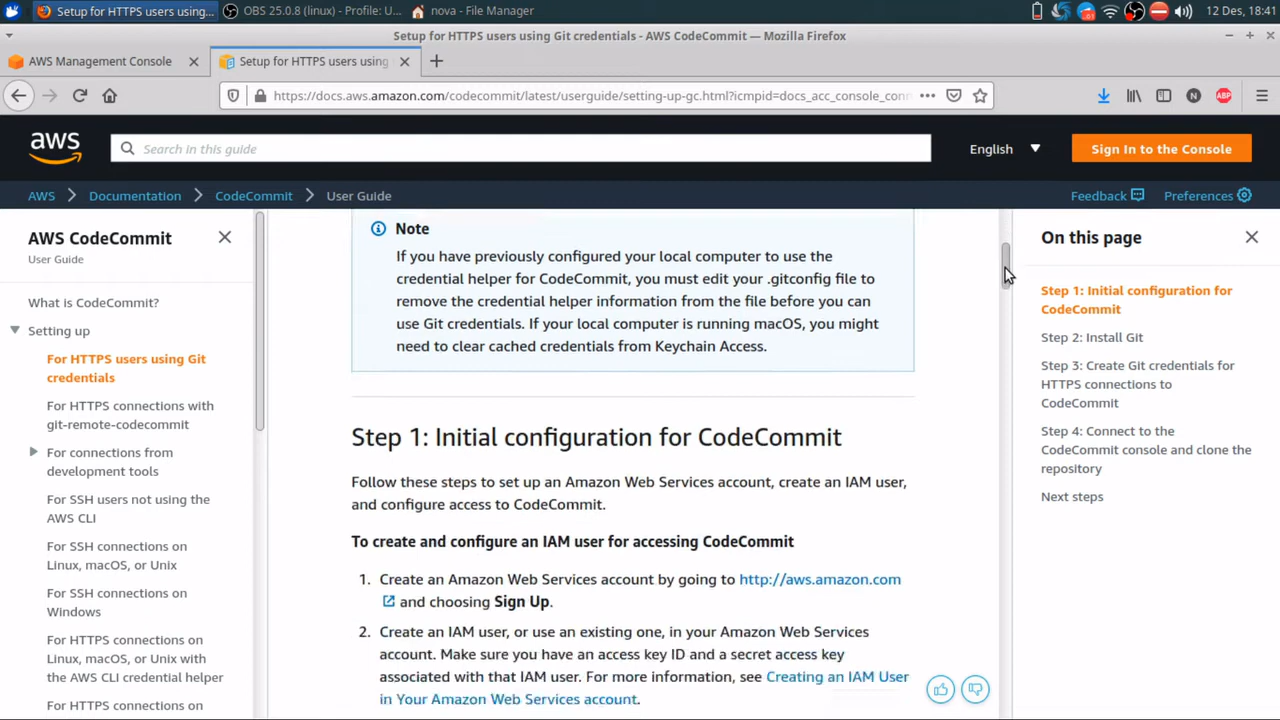 Setup for HTTPS users using...
OBS 25.0.8 (linux) - Profile: U...
nova - File Manager
12 Des, 18:41
Setup for HTTPS users using Git credentials - AWS CodeCommit — Mozilla Firefox
AWS Management Console
Setup for HTTPS users using
https://docs.aws.amazon.com/codecommit/latest/userguide/setting-up-gc.html?icmpid=docs_acc_console_conn
N
ABP
aws
Search in this guide
English
Sign In to the Console
AWS > Documentation > CodeCommit > User Guide
Feedback
Preferences
AWS CodeCommit
User Guide
What is CodeCommit?
Setting up
For HTTPS users using Git
credentials
For HTTPS connections with
git-remote-codecommit
For connections from
development tools
For SSH users not using the
AWS CLI
For SSH connections on
Linux, macOS, or Unix
For SSH connections on
Windows
For HTTPS connections on
Linux, macOS, or Unix with
the AWS CLI credential helper
For HTTPS connections on
Note
If you have previously configured your local computer to use the
credential helper for CodeCommit, you must edit your .gitconfig file to
remove the credential helper information from the file before you can
use Git credentials. If your local computer is running macOS, you might
need to clear cached credentials from Keychain Access.
Step 1: Initial configuration for CodeCommit
Follow these steps to set up an Amazon Web Services account, create an IAM user,
and configure access to CodeCommit.
To create and configure an IAM user for accessing CodeCommit
1. Create an Amazon Web Services account by going to http://aws.amazon.com
and choosing Sign Up.
2. Create an IAM user, or use an existing one, in your Amazon Web Services
account. Make sure you have an access key ID and a secret access key
associated with that IAM user. For more information, see Creating an IAM User
in Your Amazon Web Services account.
On this page
Step 1: Initial configuration for
CodeCommit
Step 2: Install Git
Step 3: Create Git credentials for
HTTPS connections to
CodeCommit
Step 4: Connect to the
CodeCommit console and clone the
repository
Next steps